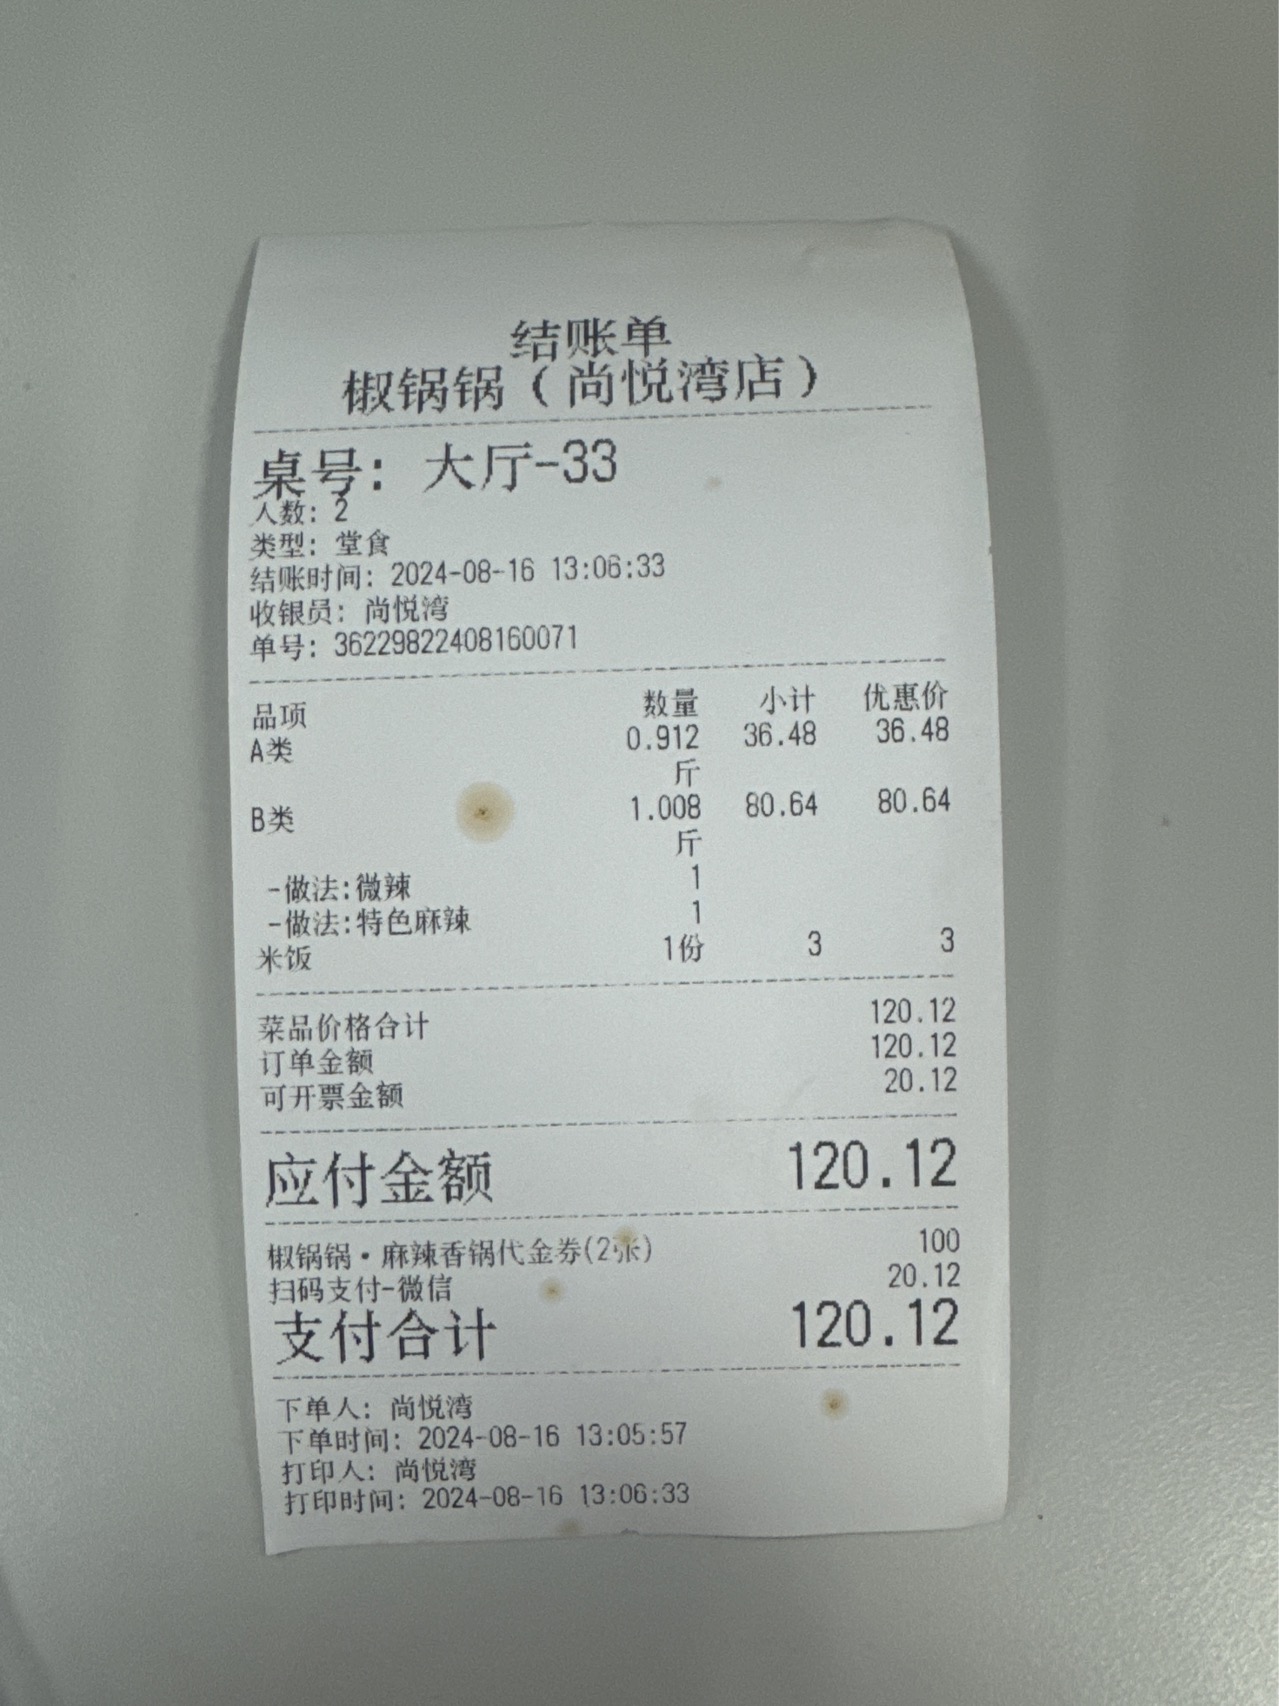 结账单
椒锅锅（尚悦湾店）
桌号: 大厅-33
人数: 2
类型: 堂食
结账时间: 2024-08-16 13:06:33
收银员: 尚悦湾
单号: 36229822408160071
品项 数量 小计 优惠价
A类 0.912 36.48 36.48
斤
B类 1.008 80.64 80.64
斤
-做法:微辣 1
-做法:特色麻辣 1
米饭 1份 3 3
菜品价格合计 120.12
订单金额 120.12
可开票金额 20.12
应付金额 120.12
椒锅锅·麻辣香锅代金券(2张) 100
扫码支付-微信 20.12
支付合计 120.12
下单人: 尚悦湾
下单时间: 2024-08-16 13:05:57
打印人: 尚悦湾
打印时间: 2024-08-16 13:06:33